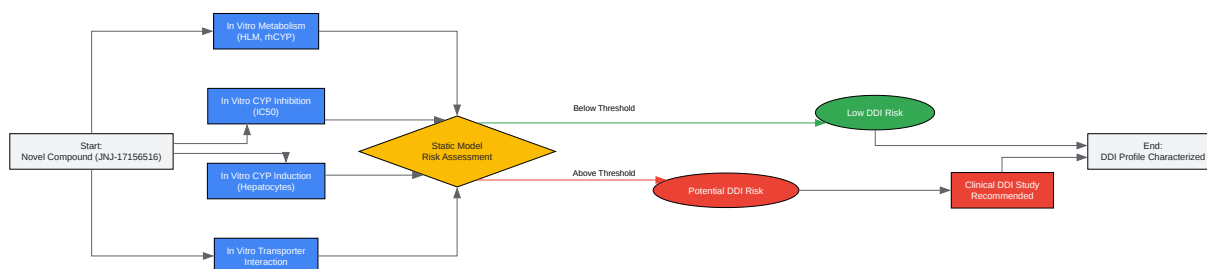 Start:
Novel Compound (JNJ-17156516)
In Vitro Metabolism
(HLM, rhCYP)
In Vitro CYP Inhibition
(IC50)
In Vitro CYP Induction
(Hepatocytes)
In Vitro Transporter
Interaction
Static Model
Risk Assessment
Below Threshold
Above Threshold
Low DDI Risk
Potential DDI Risk
Clinical DDI Study
Recommended
End:
DDI Profile Characterized